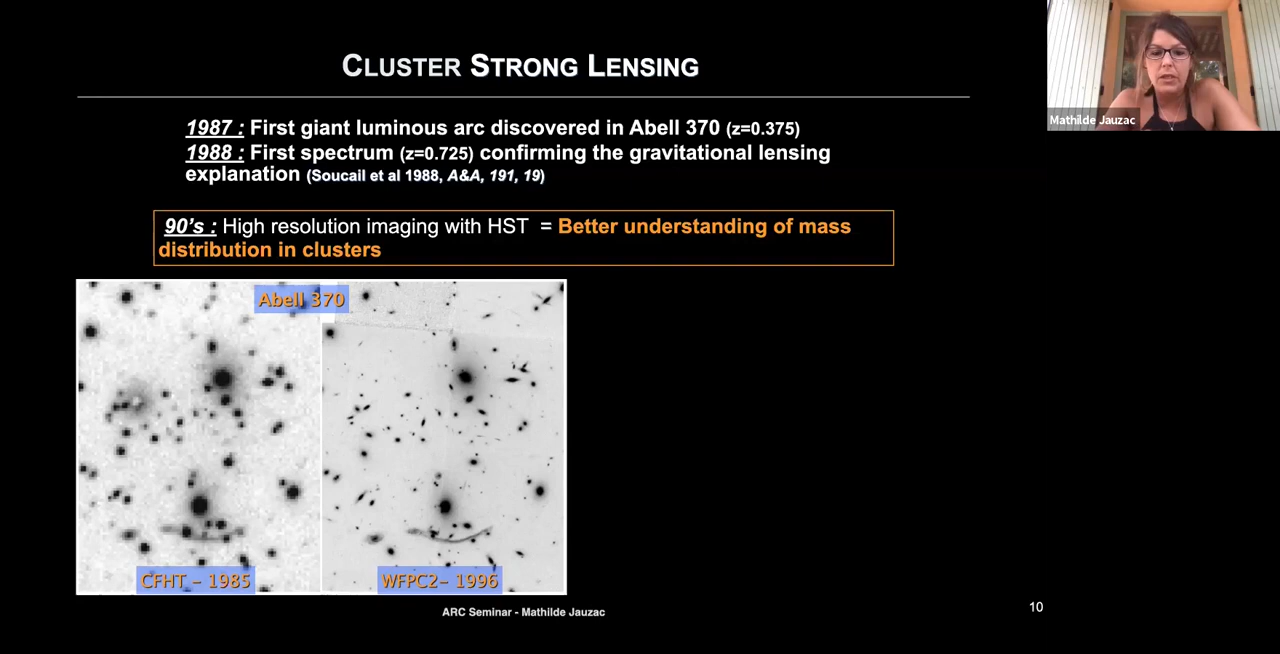 CLUSTER STRONG LENSING
Mathilde Jauzac
1987 : First giant luminous arc discovered in Abell 370 (z=0.375)
1988 : First spectrum (z=0.725) confirming the gravitational lensing
explanation (Soucail et al 1988, A&A, 191, 19)
90's : High resolution imaging with HST = Better understanding of mass
distribution in clusters
Abell 370
CFHT – 1985
WFPC2– 1996
ARC Seminar - Mathilde Jauzac
10